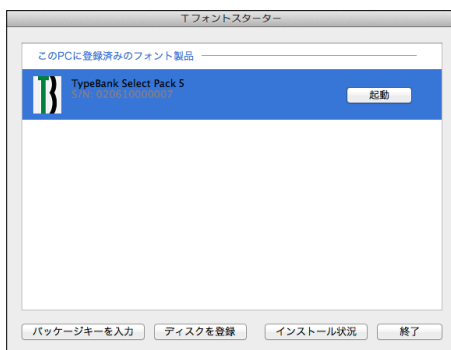 Tフォントスターター
このPCに登録済みのフォント製品
TypeBank Select Pack 5
S/N: 020610000007
起動
パッケージキーを入力
ディスクを登録
インストール状況
終了